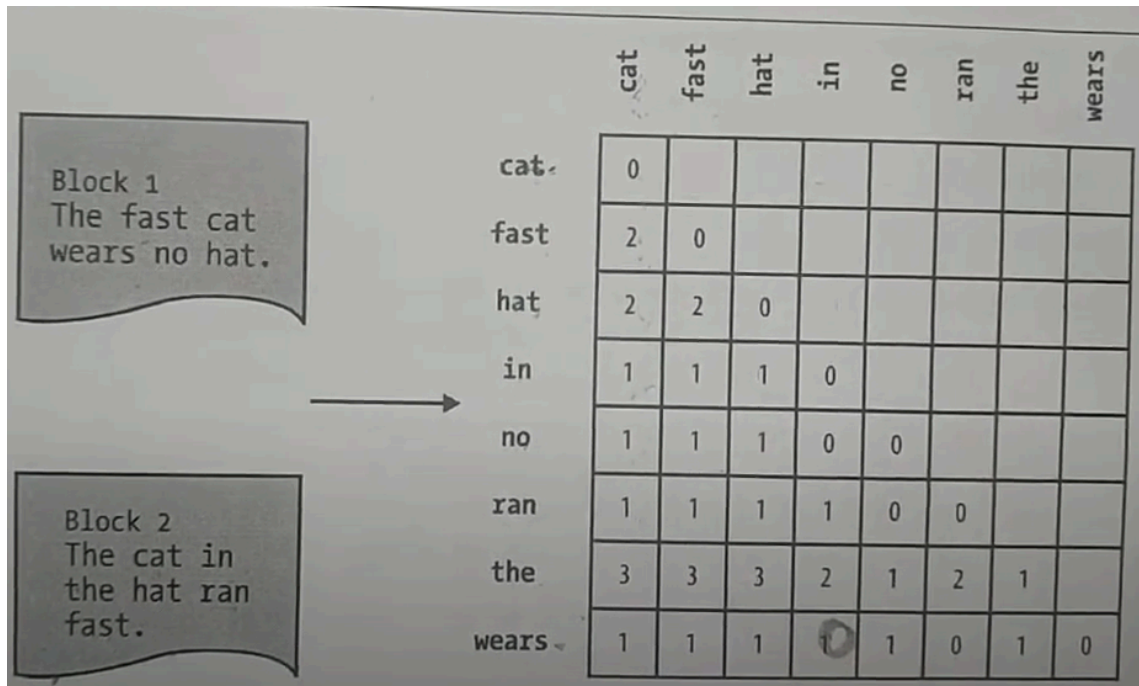 cat fast hat in no ran the wears
Block 1
The fast cat
wears no hat.
Block 2
The cat in
the hat ran
fast.
cat 0
fast 2 0
hat 2 2 0
in 1 1 1 0
no 1 1 1 0 0
ran 1 1 1 1 0 0
the 3 3 3 2 1 2 1
wears 1 1 1 1 1 0 1 0